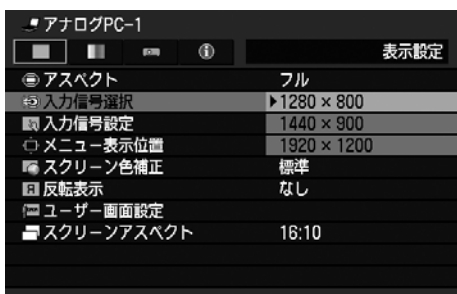 アナログPC-1
表示設定
アスペクト フル
入力信号選択 ▶1280 × 800
入力信号設定 1440 × 900
メニュー表示位置 1920 × 1200
スクリーン色補正 標準
反転表示 なし
ユーザー画面設定
スクリーンアスペクト 16:10